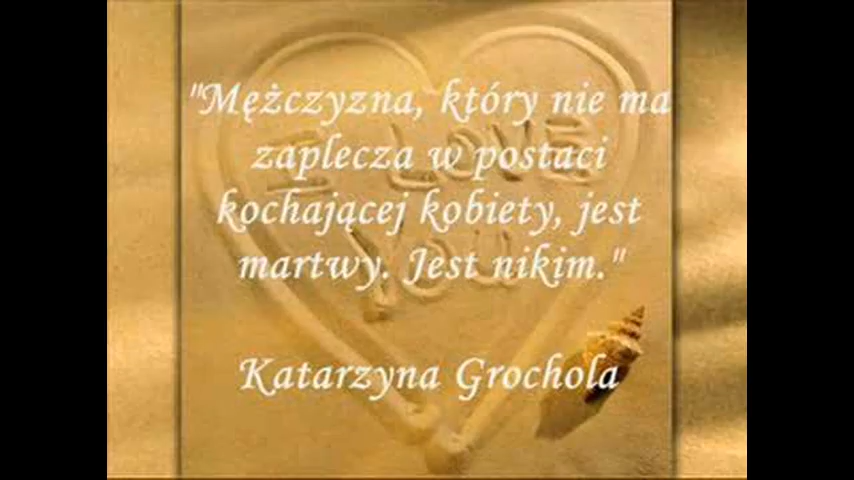 "Mężczyzna, który nie ma
zaplecza w postaci
kochającej kobiety, jest
martwy. Jest nikim."
Katarzyna Grochola
I LOVE
YOU